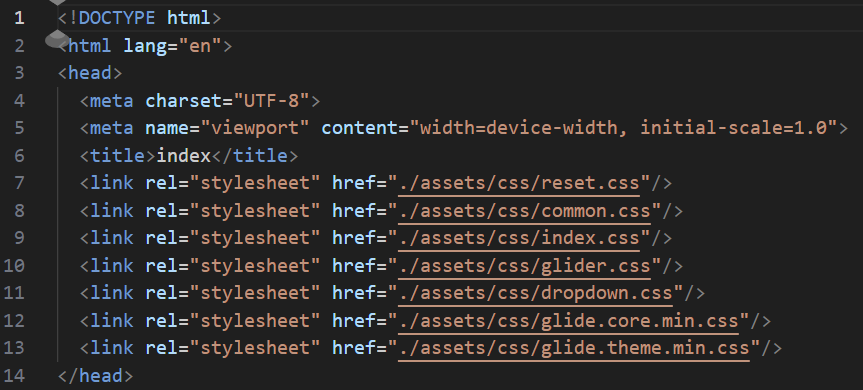 1 <!DOCTYPE html>
2 <html lang="en">
3 <head>
4 <meta charset="UTF-8">
5 <meta name="viewport" content="width=device-width, initial-scale=1.0">
6 <title>index</title>
7 <link rel="stylesheet" href="./assets/css/reset.css"/>
8 <link rel="stylesheet" href="./assets/css/common.css"/>
9 <link rel="stylesheet" href="./assets/css/index.css"/>
10 <link rel="stylesheet" href="./assets/css/glider.css"/>
11 <link rel="stylesheet" href="./assets/css/dropdown.css"/>
12 <link rel="stylesheet" href="./assets/css/glide.core.min.css"/>
13 <link rel="stylesheet" href="./assets/css/glide.theme.min.css"/>
14 </head>